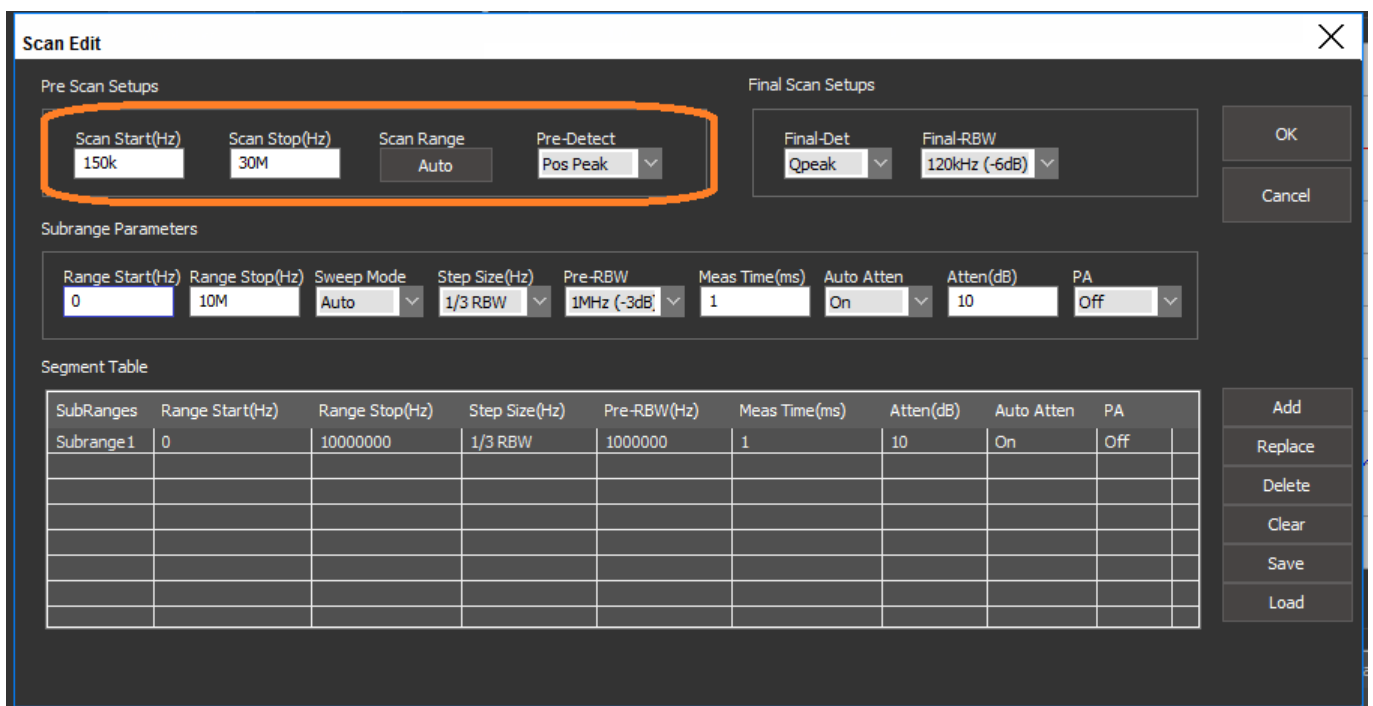 Scan Edit
Pre Scan Setups
Final Scan Setups
Scan Start(Hz) Scan Stop(Hz) Scan Range Pre-Detect
150k 30M Auto Pos Peak
Final-Det Final-RBW
Qpeak 120kHz (-6dB)
OK
Cancel
Subrange Parameters
Range Start(Hz) Range Stop(Hz) Sweep Mode Step Size(Hz) Pre-RBW Meas Time(ms) Auto Atten Atten(dB) PA
0 10M Auto 1/3 RBW 1MHz (-3dB) 1 On 10 Off
Segment Table
SubRanges Range Start(Hz) Range Stop(Hz) Step Size(Hz) Pre-RBW(Hz) Meas Time(ms) Atten(dB) Auto Atten PA
Subrange1 0 10000000 1/3 RBW 1000000 1 10 On Off
Add
Replace
Delete
Clear
Save
Load